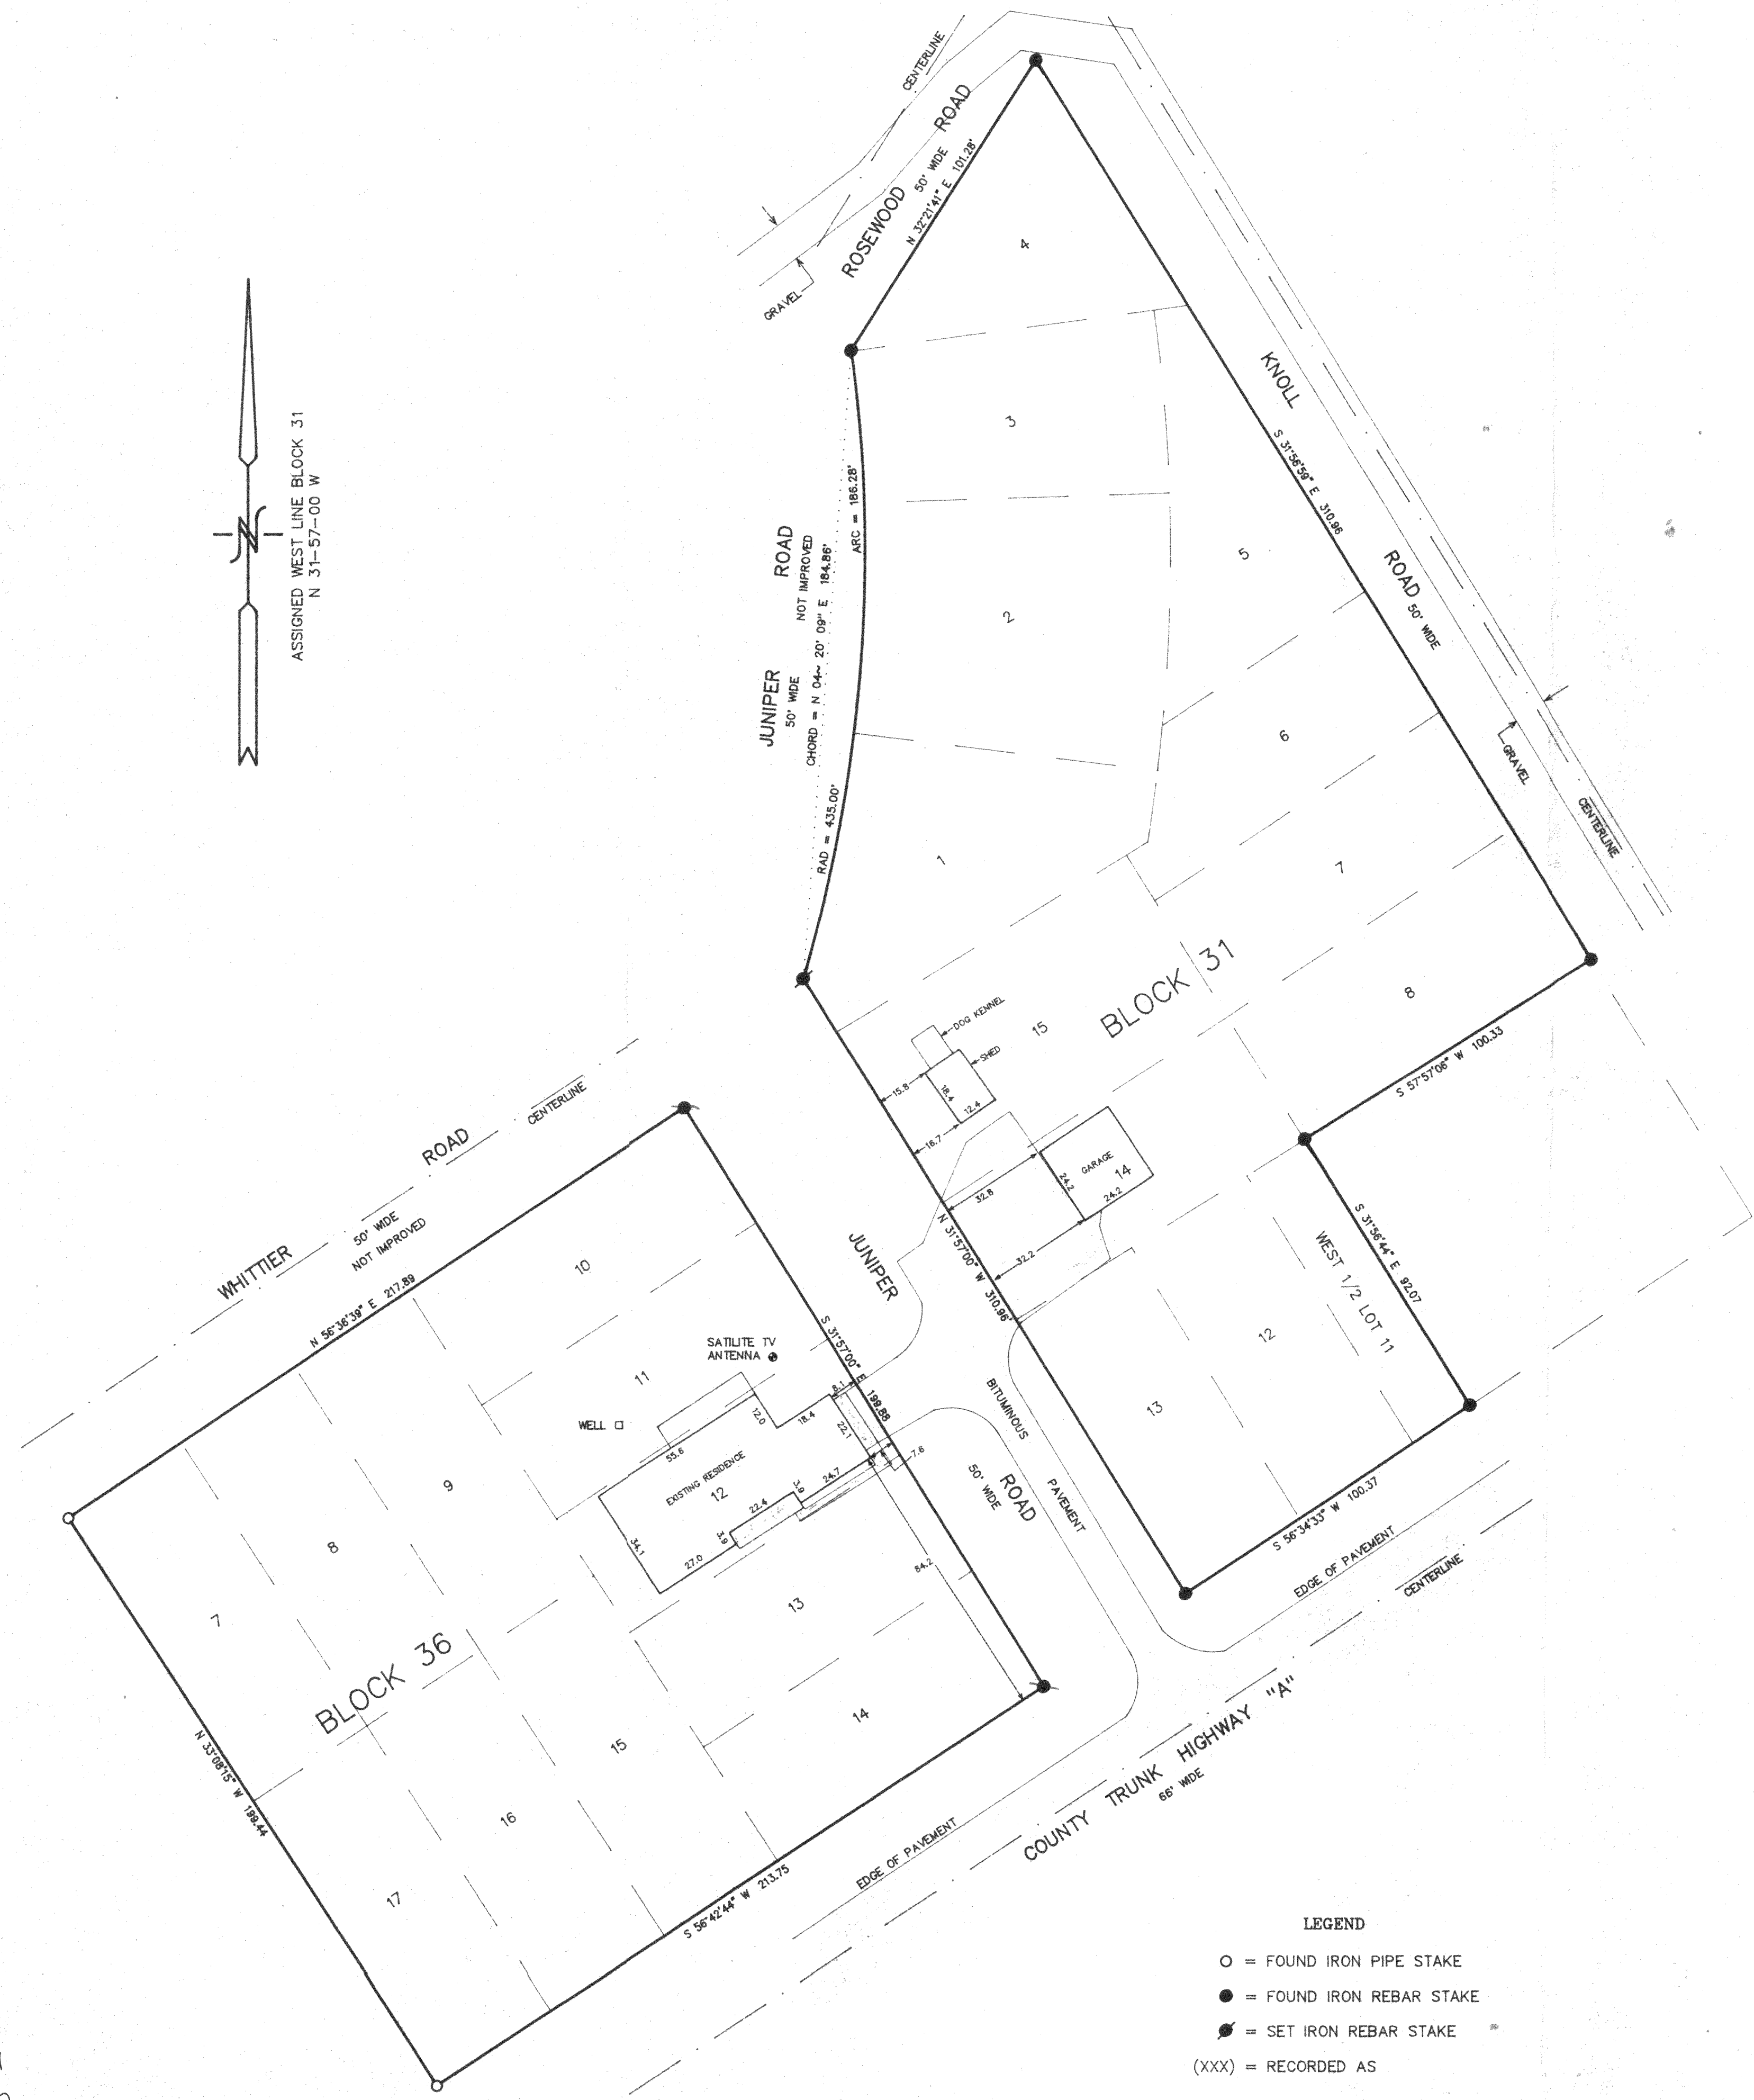 CENTERLINE
ROSEWOOD ROAD
50' WIDE
N 32°21'41" E 101.28'
GRAVEL
4
3
2
1
5
6
7
8
KNOLL ROAD
50' WIDE
S 31°56'59" E 310.96
GRAVEL
CENTERLINE
ASSIGNED WEST LINE BLOCK 31
N 31-57-00 W
N
JUNIPER ROAD
50' WIDE
NOT IMPROVED
CHORD = N 04~ 20' 09" E 184.86'
ARC = 186.28'
RAD = 435.00'
BLOCK 31
15
DOG KENNEL
SHED
15.8
18.4
12.4
16.7
GARAGE
14
24.2
24.2
32.8
32.2
N 31°57'00" W 310.96'
S 57°57'06" W 100.33
S 31°56'44" E 92.07
WEST 1/2 LOT 11
12
13
S 56°34'33" W 100.37
EDGE OF PAVEMENT
CENTERLINE
WHITTIER ROAD
CENTERLINE
50' WIDE
NOT IMPROVED
N 56°36'39" E 217.89
10
11
9
8
7
SATILITE TV
ANTENNA
WELL
S 31°57'00" E 199.88
8.1
18.4
12.0
22.1
55.6
EXISTING RESIDENCE
12
7.6
24.7
3.9
22.4
3.9
27.0
34.1
84.2
JUNIPER ROAD
50' WIDE
BITUMINOUS PAVEMENT
13
14
15
16
17
BLOCK 36
N 33°08'15" W 199.44
S 56°42'44" W 213.75
EDGE OF PAVEMENT
COUNTY TRUNK HIGHWAY "A"
66' WIDE
LEGEND
= FOUND IRON PIPE STAKE
= FOUND IRON REBAR STAKE
= SET IRON REBAR STAKE
(XXX) = RECORDED AS